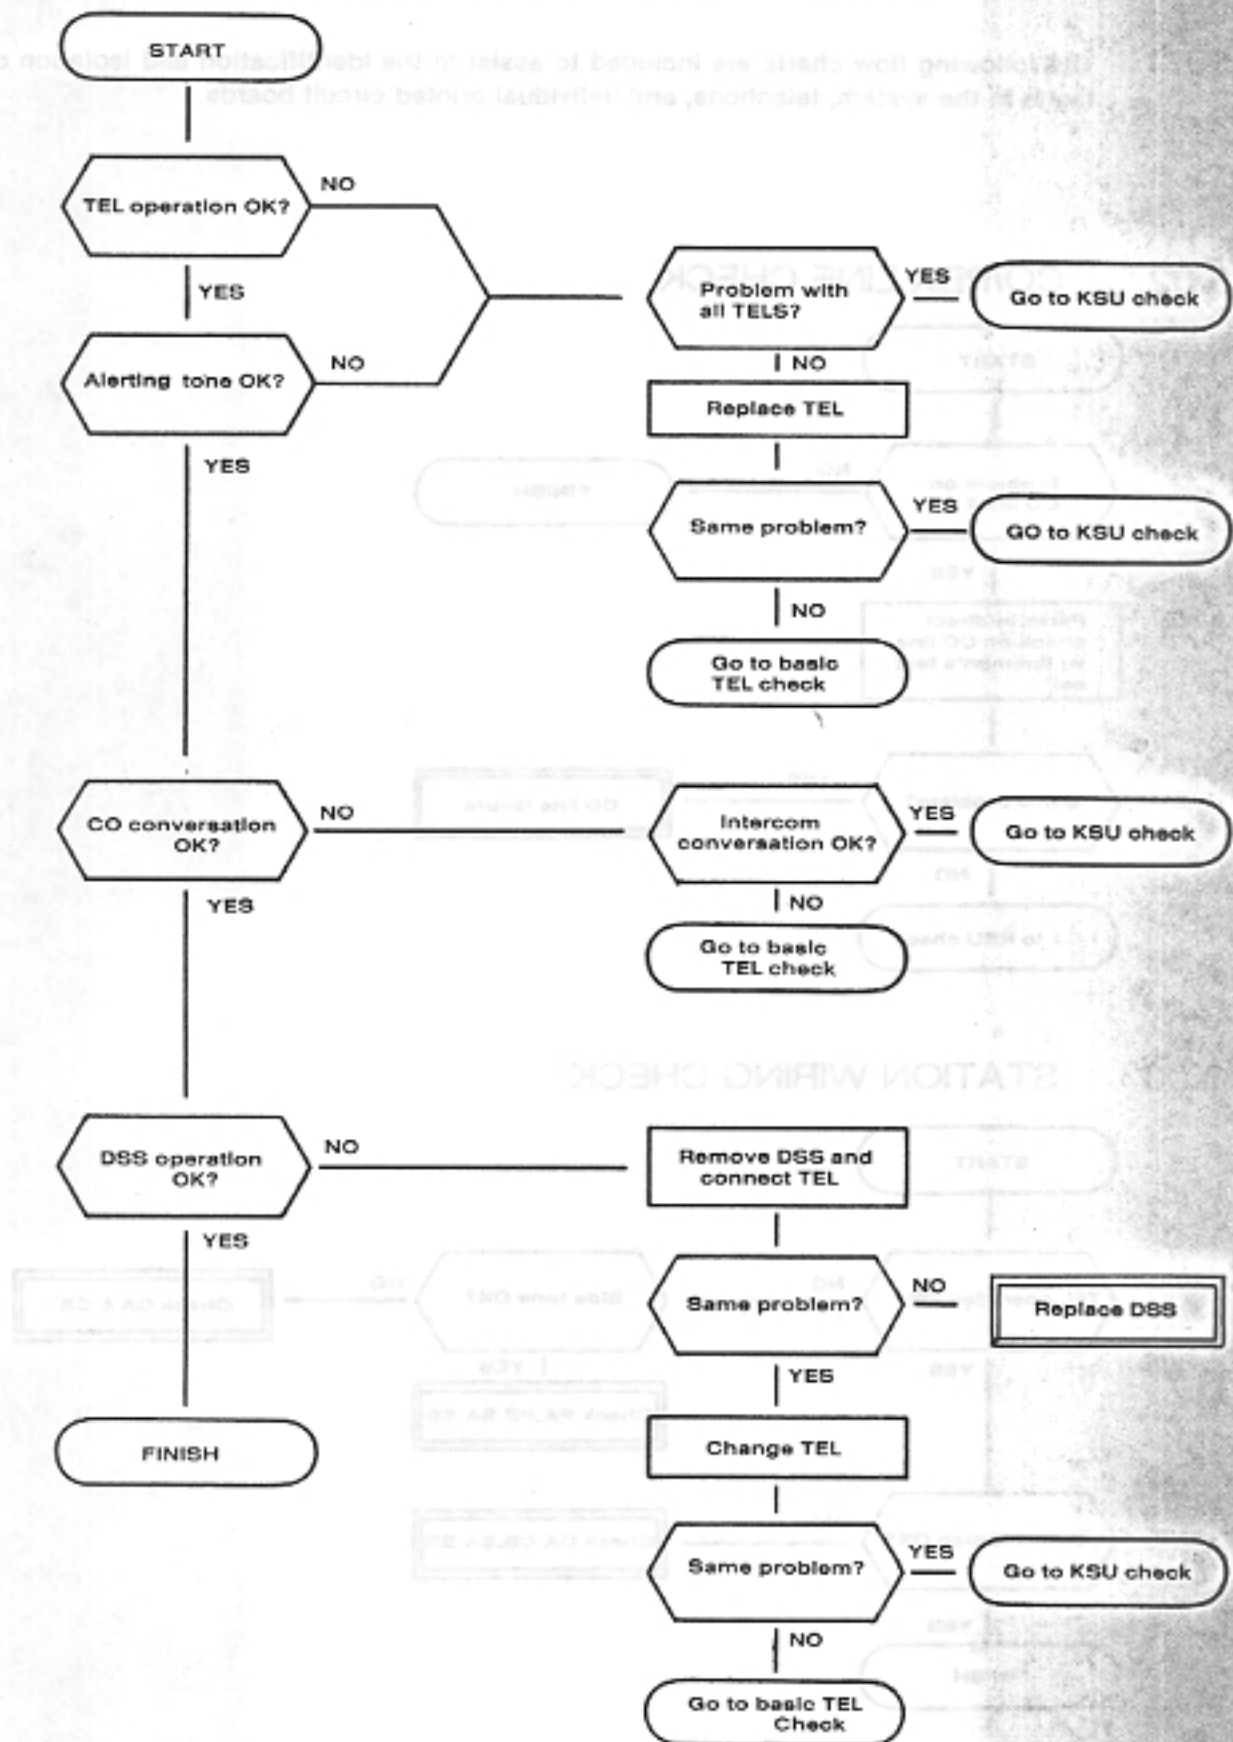 START
TEL operation OK?
NO
YES
Alerting tone OK?
NO
YES
Problem with
all TELS?
YES
Go to KSU check
NO
Replace TEL
Same problem?
YES
GO to KSU check
NO
Go to basic
TEL check
CO conversation
OK?
NO
YES
Intercom
conversation OK?
YES
Go to KSU check
NO
Go to basic
TEL check
DSS operation
OK?
NO
YES
Remove DSS and
connect TEL
Same problem?
NO
Replace DSS
YES
Change TEL
Same problem?
YES
Go to KSU check
NO
Go to basic TEL
Check
FINISH